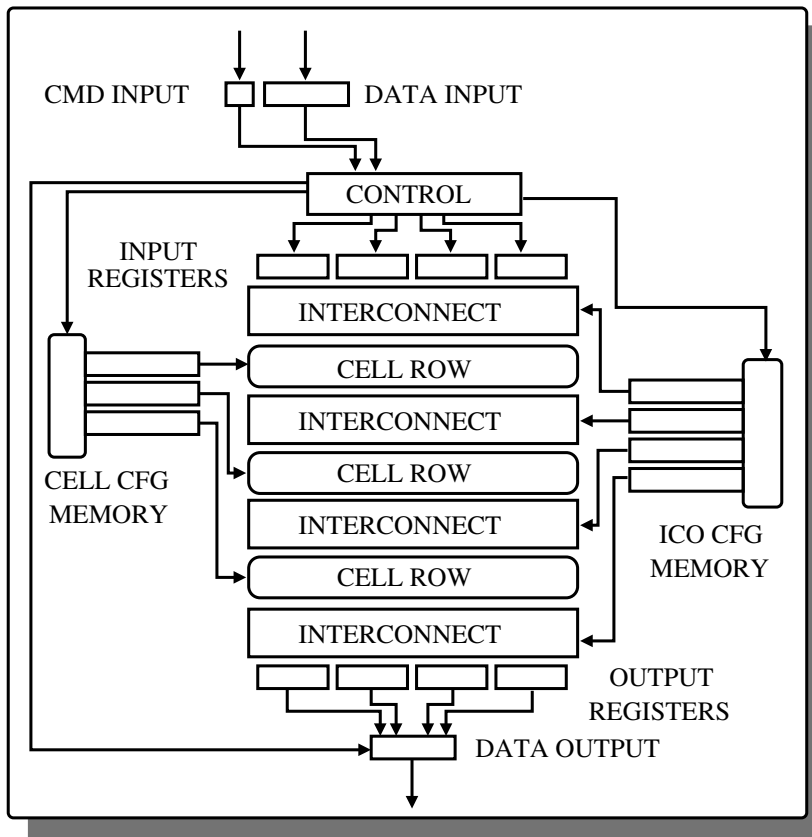 CMD INPUT
DATA INPUT
CONTROL
INPUT
REGISTERS
INTERCONNECT
CELL ROW
INTERCONNECT
CELL ROW
CELL CFG
MEMORY
INTERCONNECT
ICO CFG
MEMORY
CELL ROW
INTERCONNECT
OUTPUT
REGISTERS
DATA OUTPUT